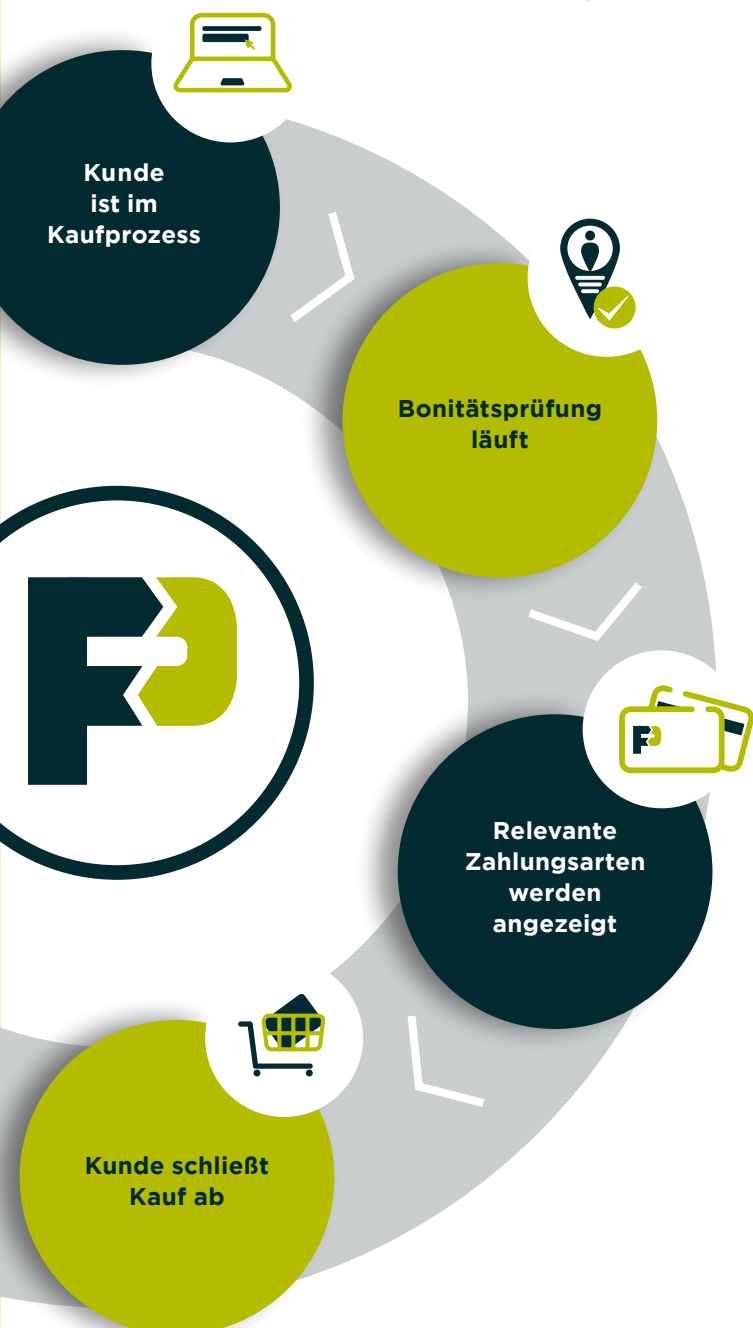 Kunde
ist im
Kaufprozess
Bonitätsprüfung
läuft
Relevante
Zahlungsarten
werden
angezeigt
Kunde schließt
Kauf ab